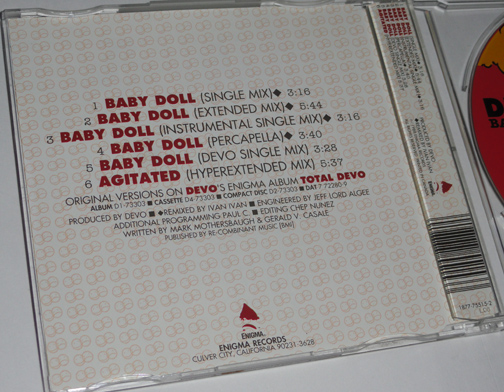 1 BABY DOLL (SINGLE MIX)◆ 3:16
2 BABY DOLL (EXTENDED MIX)◆ 5:44
3 BABY DOLL (INSTRUMENTAL SINGLE MIX)◆ 3:16
4 BABY DOLL (PERCAPELLA)◆ 3:40
5 BABY DOLL (DEVO SINGLE MIX) 3:28
6 AGITATED (HYPEREXTENDED MIX) 5:37
ORIGINAL VERSIONS ON DEVO'S ENIGMA ALBUM TOTAL DEVO
ALBUM D1-73303 ■ CASSETTE D4-73303 ■ COMPACT DISC D2-73303 ■ DAT 7 72280 9
PRODUCED BY DEVO ■ ◆REMIXED BY IVAN IVAN ■ ENGINEERED BY JEFF LORD ALGEE
ADDITIONAL PROGRAMMING PAUL C. ■ EDITING CHEP NUNEZ
WRITTEN BY MARK MOTHERSBAUGH & GERALD V. CASALE
PUBLISHED BY RE-COMBINANT MUSIC (BMI)
ENIGMA
ENIGMA RECORDS
CULVER CITY, CALIFORNIA 90231-3628